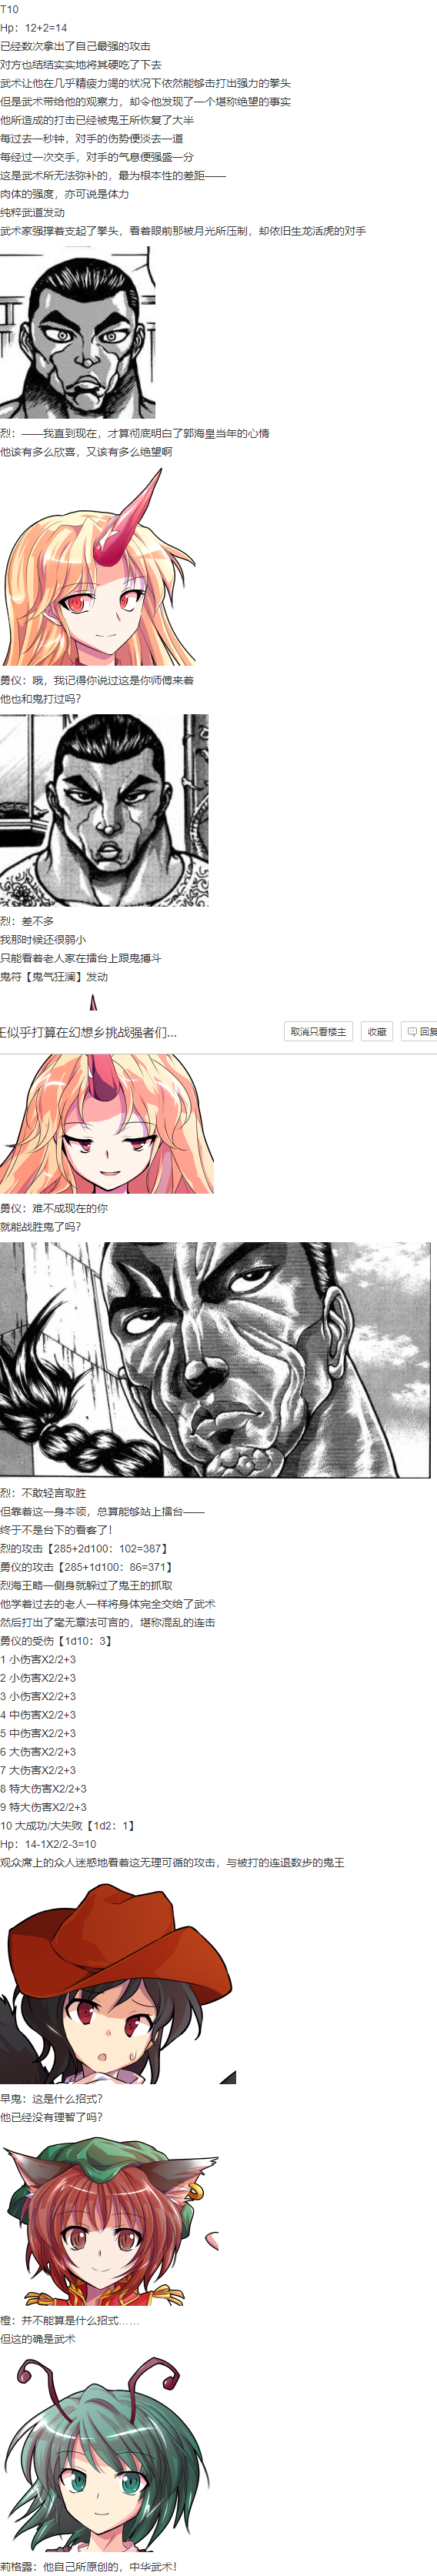 T10
Hp：12+2=14
已经数次拿出了自己最强的攻击
对方也结结实实地将其硬吃了下去
武术让他在几乎精疲力竭的状况下依然能够击打出强力的拳头
但是武术带给他的观察力，却令他发现了一个堪称绝望的事实
他所造成的打击已经被鬼王所恢复了大半
每过去一秒钟，对手的伤势便淡去一道
每经过一次交手，对手的气息便强盛一分
这是武术所无法弥补的，最为根本性的差距——
肉体的强度，亦可说是体力
纯粹武道发动
武术家强撑着支起了拳头，看着眼前那被月光所压制，却依旧生龙活虎的对手
烈：——我直到现在，才算彻底明白了郭海皇当年的心情
他该有多么欣喜，又该有多么绝望啊
勇仪：哦，我记得你说过这是你师傅来着
他也和鬼打过吗？
烈：差不多
我那时候还很弱小
只能看着老人家在擂台上跟鬼搏斗
鬼符【鬼气狂澜】发动
王似乎打算在幻想乡挑战强者们...
取消只看楼主
收藏
回复
勇仪：难不成现在的你
就能战胜鬼了吗？
烈：不敢轻言取胜
但靠着这一身本领，总算能够站上擂台——
终于不是台下的看客了！
烈的攻击【285+2d100：102=387】
勇仪的攻击【285+1d100：86=371】
烈海王略一侧身就躲过了鬼王的抓取
他学着过去的老人一样将身体完全交给了武术
然后打出了毫无章法可言的，堪称混乱的连击
勇仪的受伤【1d10：3】
1 小伤害X2/2+3
2 小伤害X2/2+3
3 小伤害X2/2+3
4 中伤害X2/2+3
5 中伤害X2/2+3
6 大伤害X2/2+3
7 大伤害X2/2+3
8 特大伤害X2/2+3
9 特大伤害X2/2+3
10 大成功/大失败【1d2：1】
Hp：14-1X2/2-3=10
观众席上的众人迷惑地看着这无理可循的攻击，与被打的连退数步的鬼王
早鬼：这是什么招式？
他已经没有理智了吗？
橙：并不能算是什么招式……
但这的确是武术
莉格露：他自己所原创的，中华武术！